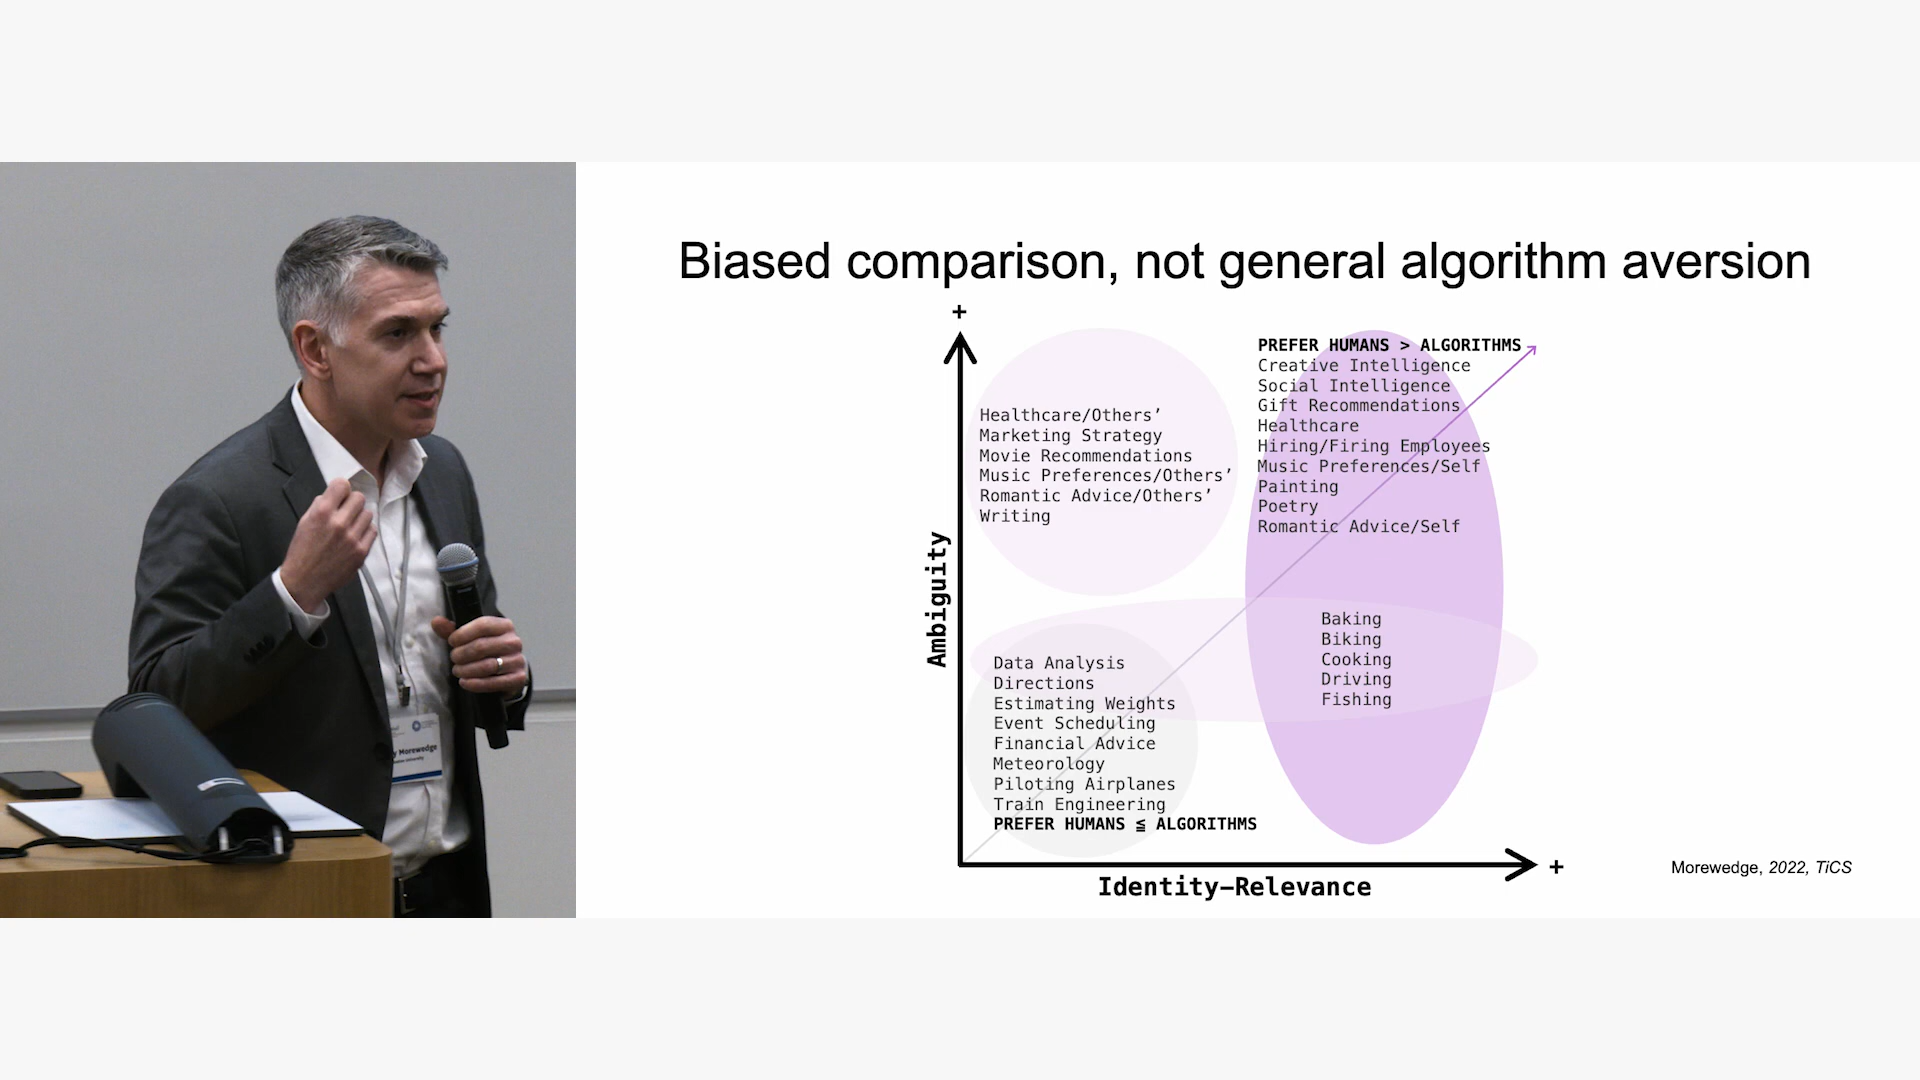 Biased comparison, not general algorithm aversion
+
PREFER HUMANS > ALGORITHMS
Creative Intelligence
Social Intelligence
Gift Recommendations
Healthcare
Hiring/Firing Employees
Music Preferences/Self
Painting
Poetry
Romantic Advice/Self
Healthcare/Others’
Marketing Strategy
Movie Recommendations
Music Preferences/Others’
Romantic Advice/Others’
Writing
Ambiguity
Baking
Biking
Cooking
Driving
Fishing
Data Analysis
Directions
Estimating Weights
Event Scheduling
Financial Advice
Meteorology
Piloting Airplanes
Train Engineering
PREFER HUMANS ≦ ALGORITHMS
+
Identity–Relevance
Morewedge, 2022, TiCS
Morewedge